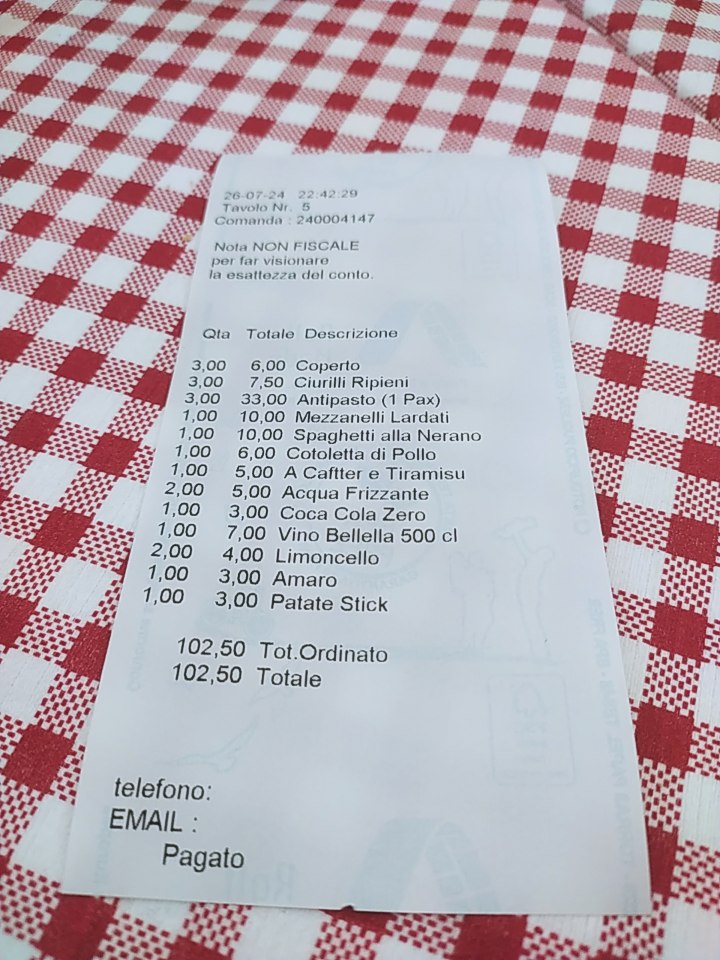 26-07-24 22:42:29
Tavolo Nr. 5
Comanda : 240004147
Nota NON FISCALE
per far visionare
la esattezza del conto.
Qta Totale Descrizione
3,00 6,00 Coperto
3,00 7,50 Ciurilli Ripieni
3,00 33,00 Antipasto (1 Pax)
1,00 10,00 Mezzanelli Lardati
1,00 10,00 Spaghetti alla Nerano
1,00 6,00 Cotoletta di Pollo
1,00 5,00 A Caftter e Tiramisu
2,00 5,00 Acqua Frizzante
1,00 3,00 Coca Cola Zero
1,00 7,00 Vino Bellella 500 cl
2,00 4,00 Limoncello
1,00 3,00 Amaro
1,00 3,00 Patate Stick
102,50 Tot.Ordinato
102,50 Totale
telefono:
EMAIL :
Pagato